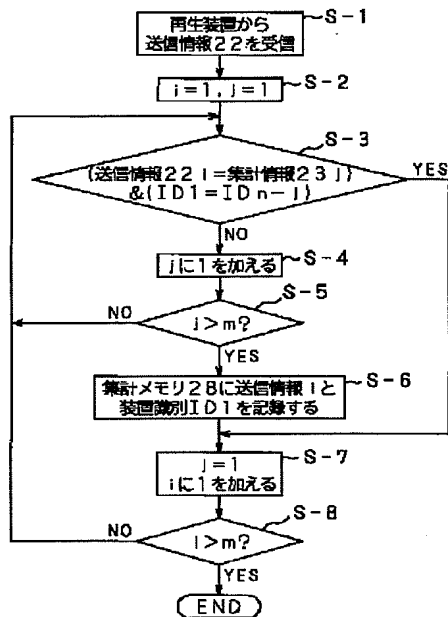 S-1
再生装置から
送信情報22を受信
S-2
i=1, j=1
S-3
(送信情報22i=集計情報23j)
&(ID1=IDn-j)
YES
NO
S-4
jに1を加える
S-5
NO
j>m?
YES
S-6
集計メモリ28に送信情報iと
装置識別ID1を記録する
S-7
j=1
iに1を加える
S-8
NO
i>m?
YES
END